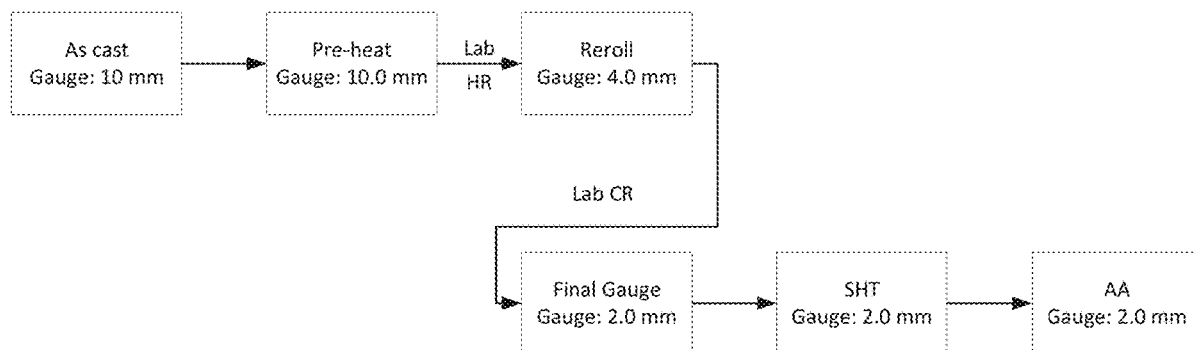 As cast
Gauge: 10 mm
Pre-heat
Gauge: 10.0 mm
Lab
HR
Reroll
Gauge: 4.0 mm
Lab CR
Final Gauge
Gauge: 2.0 mm
SHT
Gauge: 2.0 mm
AA
Gauge: 2.0 mm